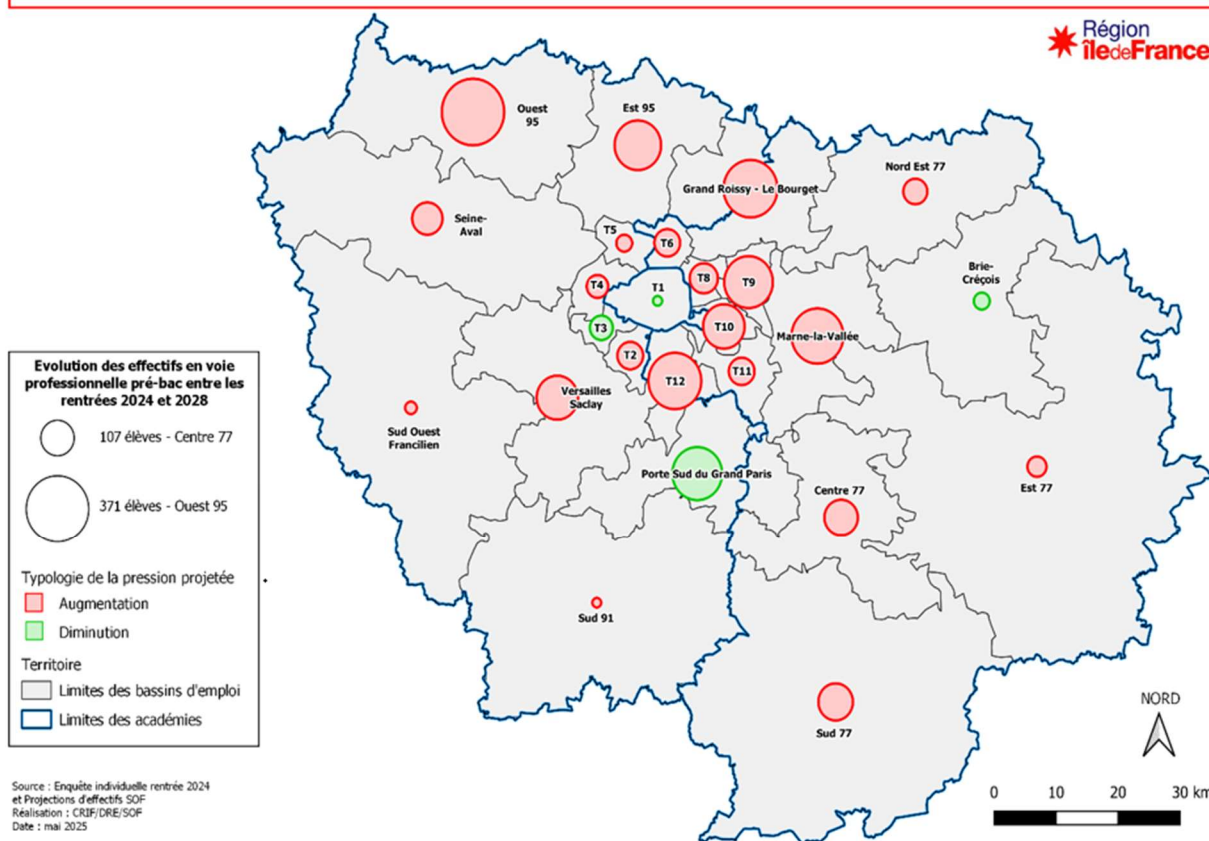 Région
îledeFrance
Ouest
95
Est 95
Grand Roissy - Le Bourget
Nord Est 77
Seine-
Aval
T5
T6
Brie-
Créçois
T4
T1
T8
T9
T3
T10
Marne-la-Vallée
T2
T11
T12
Versailles
Saclay
Sud Ouest
Francilien
Porte Sud du Grand Paris
Est 77
Centre 77
Sud 91
Sud 77
Evolution des effectifs en voie
professionnelle pré-bac entre les
rentrées 2024 et 2028
107 élèves - Centre 77
371 élèves - Ouest 95
Typologie de la pression projetée
Augmentation
Diminution
Territoire
Limites des bassins d'emploi
Limites des académies
Source : Enquête individuelle rentrée 2024
et Projections d'effectifs SOF
Réalisation : CRIF/DRE/SOF
Date : mai 2025
NORD
0 10 20 30 km